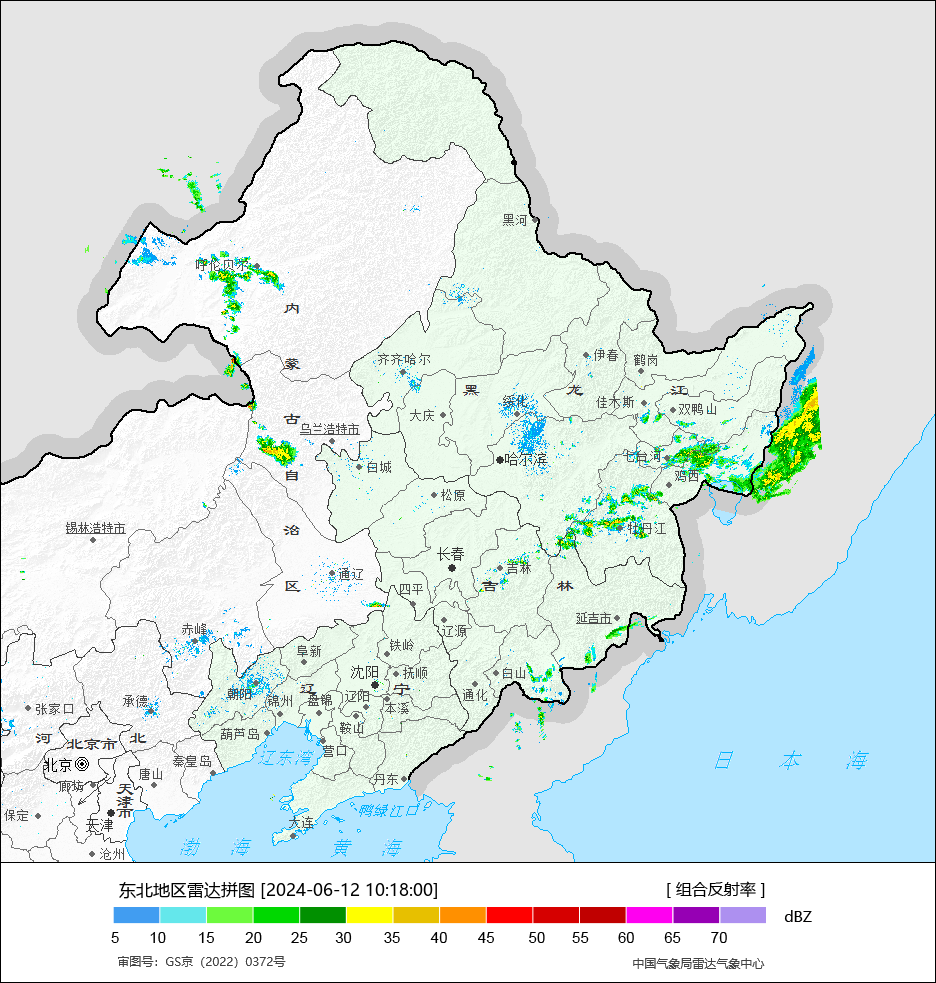 黑河
呼伦贝尔
内
蒙
古
自
治
区
齐齐哈尔
伊春
鹤岗
黑
龙
江
绥化
佳木斯
双鸭山
大庆
乌兰浩特市
白城
哈尔滨
七台河
鸡西
松原
锡林浩特市
牡丹江
长春
吉林
通辽
四平
吉
林
延吉市
辽源
赤峰
阜新
铁岭
沈阳
抚顺
白山
朝阳
锦州
辽
宁
盘锦
辽阳
本溪
通化
承德
张家口
葫芦岛
鞍山
河
北京市
北
北京
秦皇岛
辽东湾
营口
日本海
唐山
丹东
廊坊
天津市
保定
天津
大连
鸭绿江口
渤海
黄海
沧州
东北地区雷达拼图 [2024-06-12 10:18:00]
[ 组合反射率 ]
dBZ
5 10 15 20 25 30 35 40 45 50 55 60 65 70
审图号：GS京（2022）0372号
中国气象局雷达气象中心